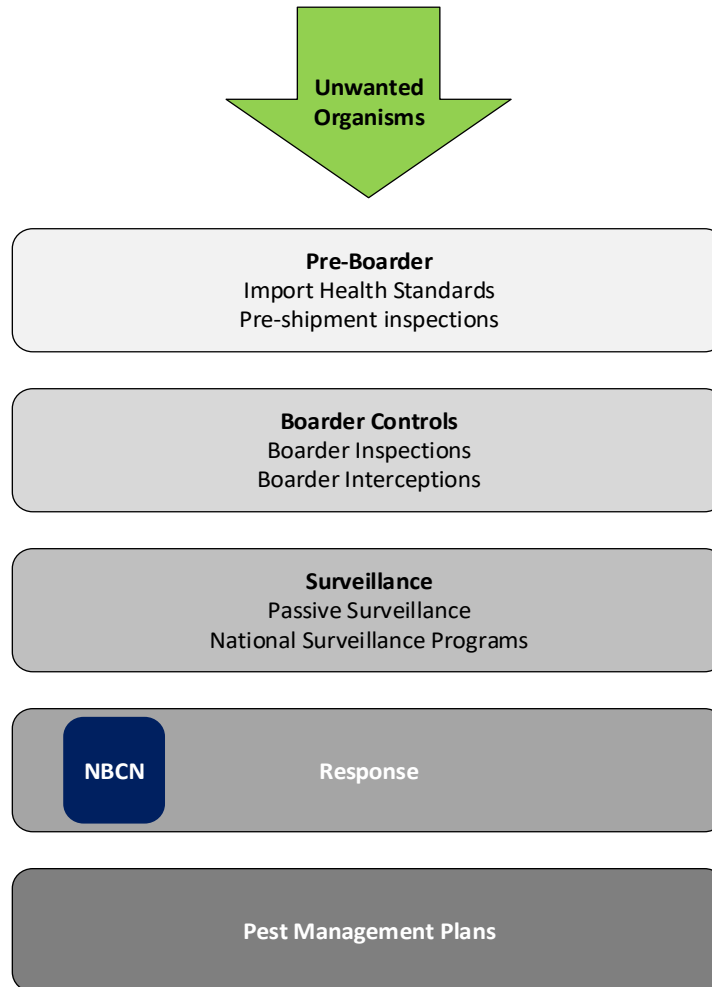 Unwanted
Organisms
Pre-Boarder
Import Health Standards
Pre-shipment inspections
Boarder Controls
Boarder Inspections
Boarder Interceptions
Surveillance
Passive Surveillance
National Surveillance Programs
NBCN
Response
Pest Management Plans